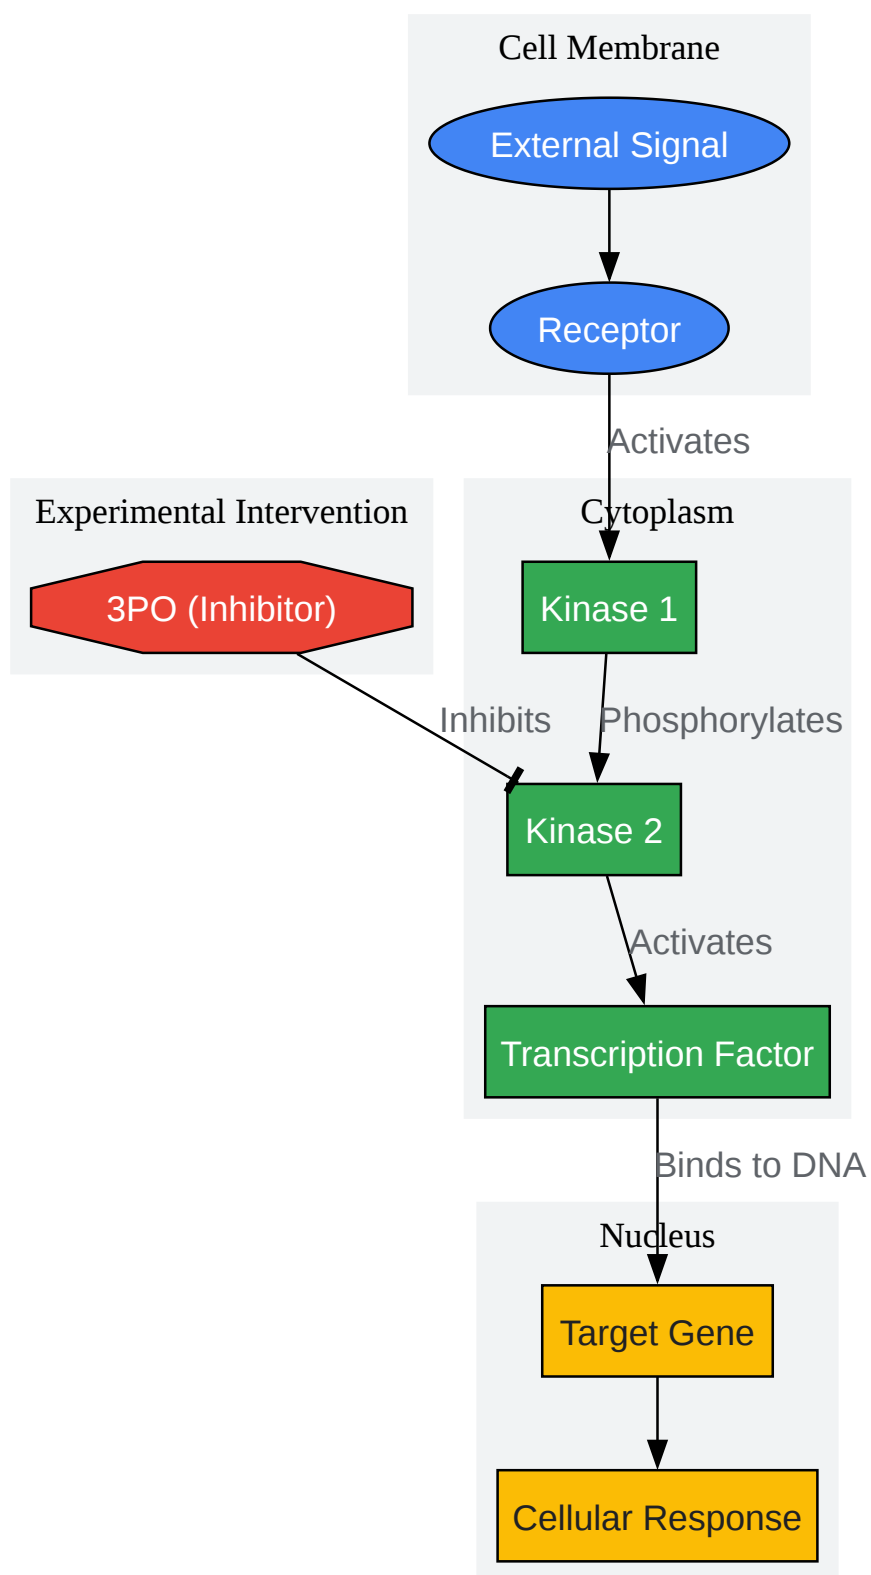 Cell Membrane
External Signal
Receptor
Activates
Experimental Intervention
Cytoplasm
3PO (Inhibitor)
Kinase 1
Inhibits
Phosphorylates
Kinase 2
Activates
Transcription Factor
Binds to DNA
Nucleus
Target Gene
Cellular Response